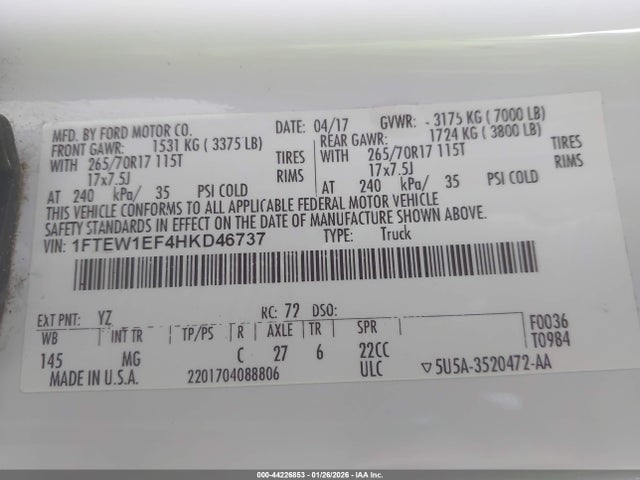 MFD. BY FORD MOTOR CO. DATE: 04/17 GVWR: - 3175 KG ( 7000 LB)
FRONT GAWR: 1531 KG ( 3375 LB) REAR GAWR: 1724 KG ( 3800 LB)
WITH 265/70R17 115T TIRES WITH 265/70R17 115T TIRES
17x7.5J RIMS 17x7.5J RIMS
AT 240 kPa/ 35 PSI COLD AT 240 kPa/ 35 PSI COLD
THIS VEHICLE CONFORMS TO ALL APPLICABLE FEDERAL MOTOR VEHICLE
SAFETY STANDARDS IN EFFECT ON THE DATE OF MANUFACTURE SHOWN ABOVE.
VIN: 1FTEW1EF4HKD46737 TYPE: Truck
EXT PNT: YZ RC: 72 DSO: F0036
WB INT TR TP/PS R AXLE TR SPR T0984
145 MG C 27 6 22CC
MADE IN U.S.A. 2201704088806 ULC ▽5U5A-3520472-AA
000-44226853 | 01/26/2026 - IAA Inc.